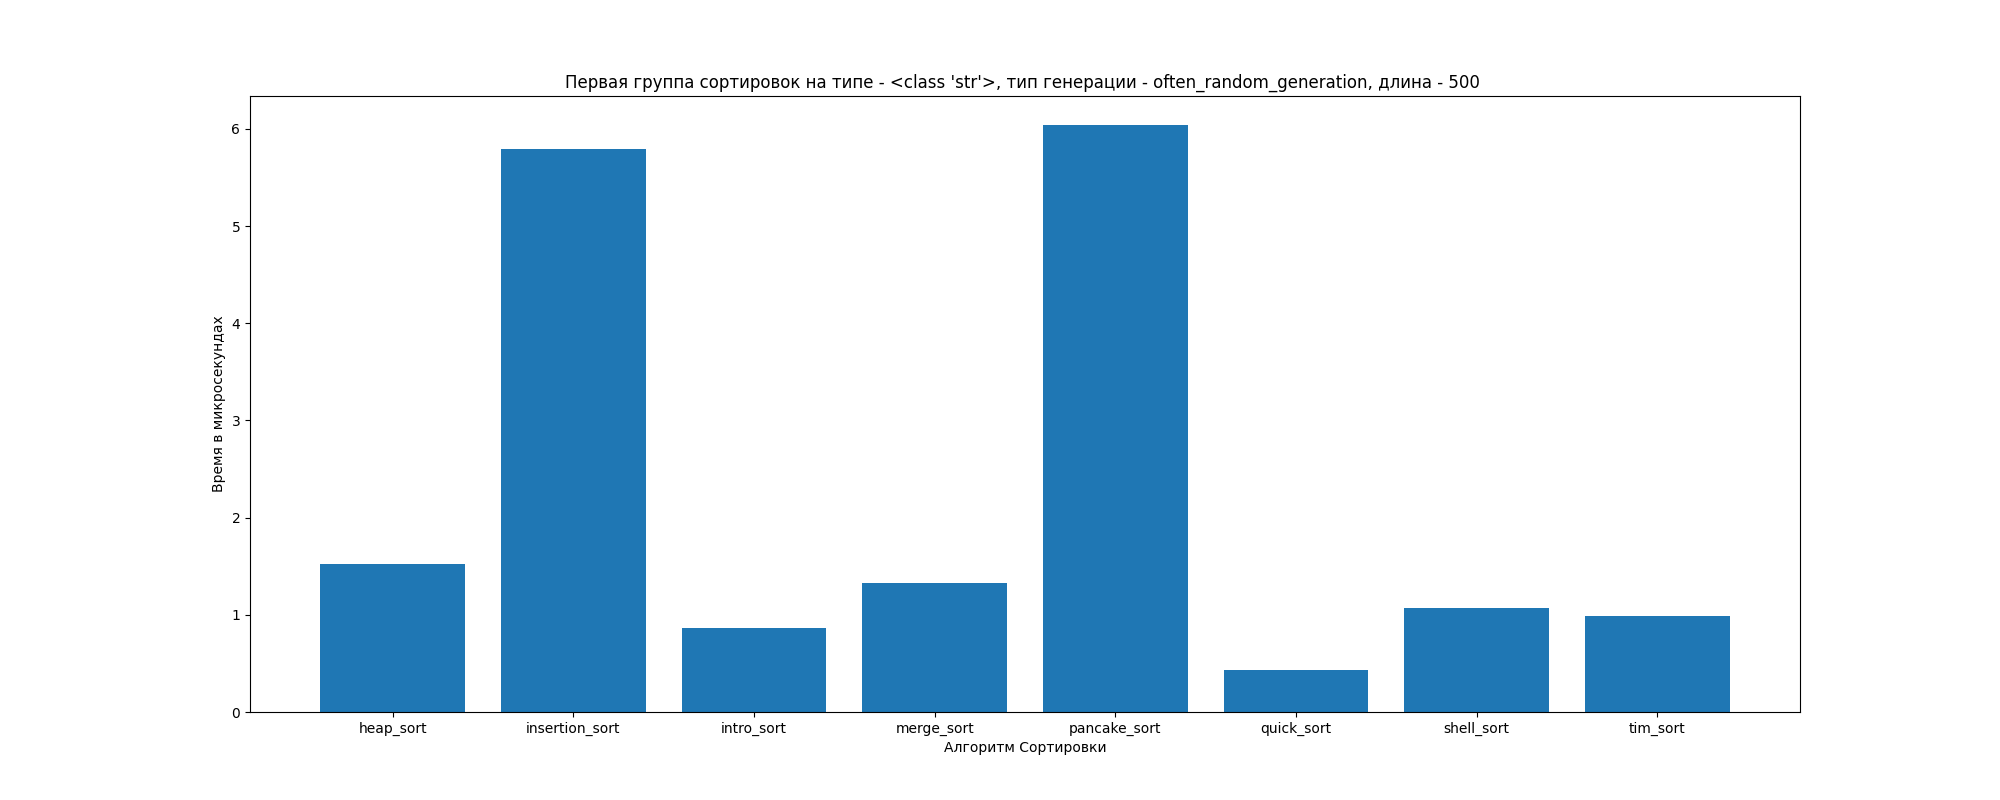 Первая группа сортировок на типе - <class 'str'>, тип генерации - often_random_generation, длина - 500
Время в микросекундах
6
5
4
3
2
1
0
heap_sort insertion_sort intro_sort merge_sort pancake_sort quick_sort shell_sort tim_sort
Алгоритм Сортировки